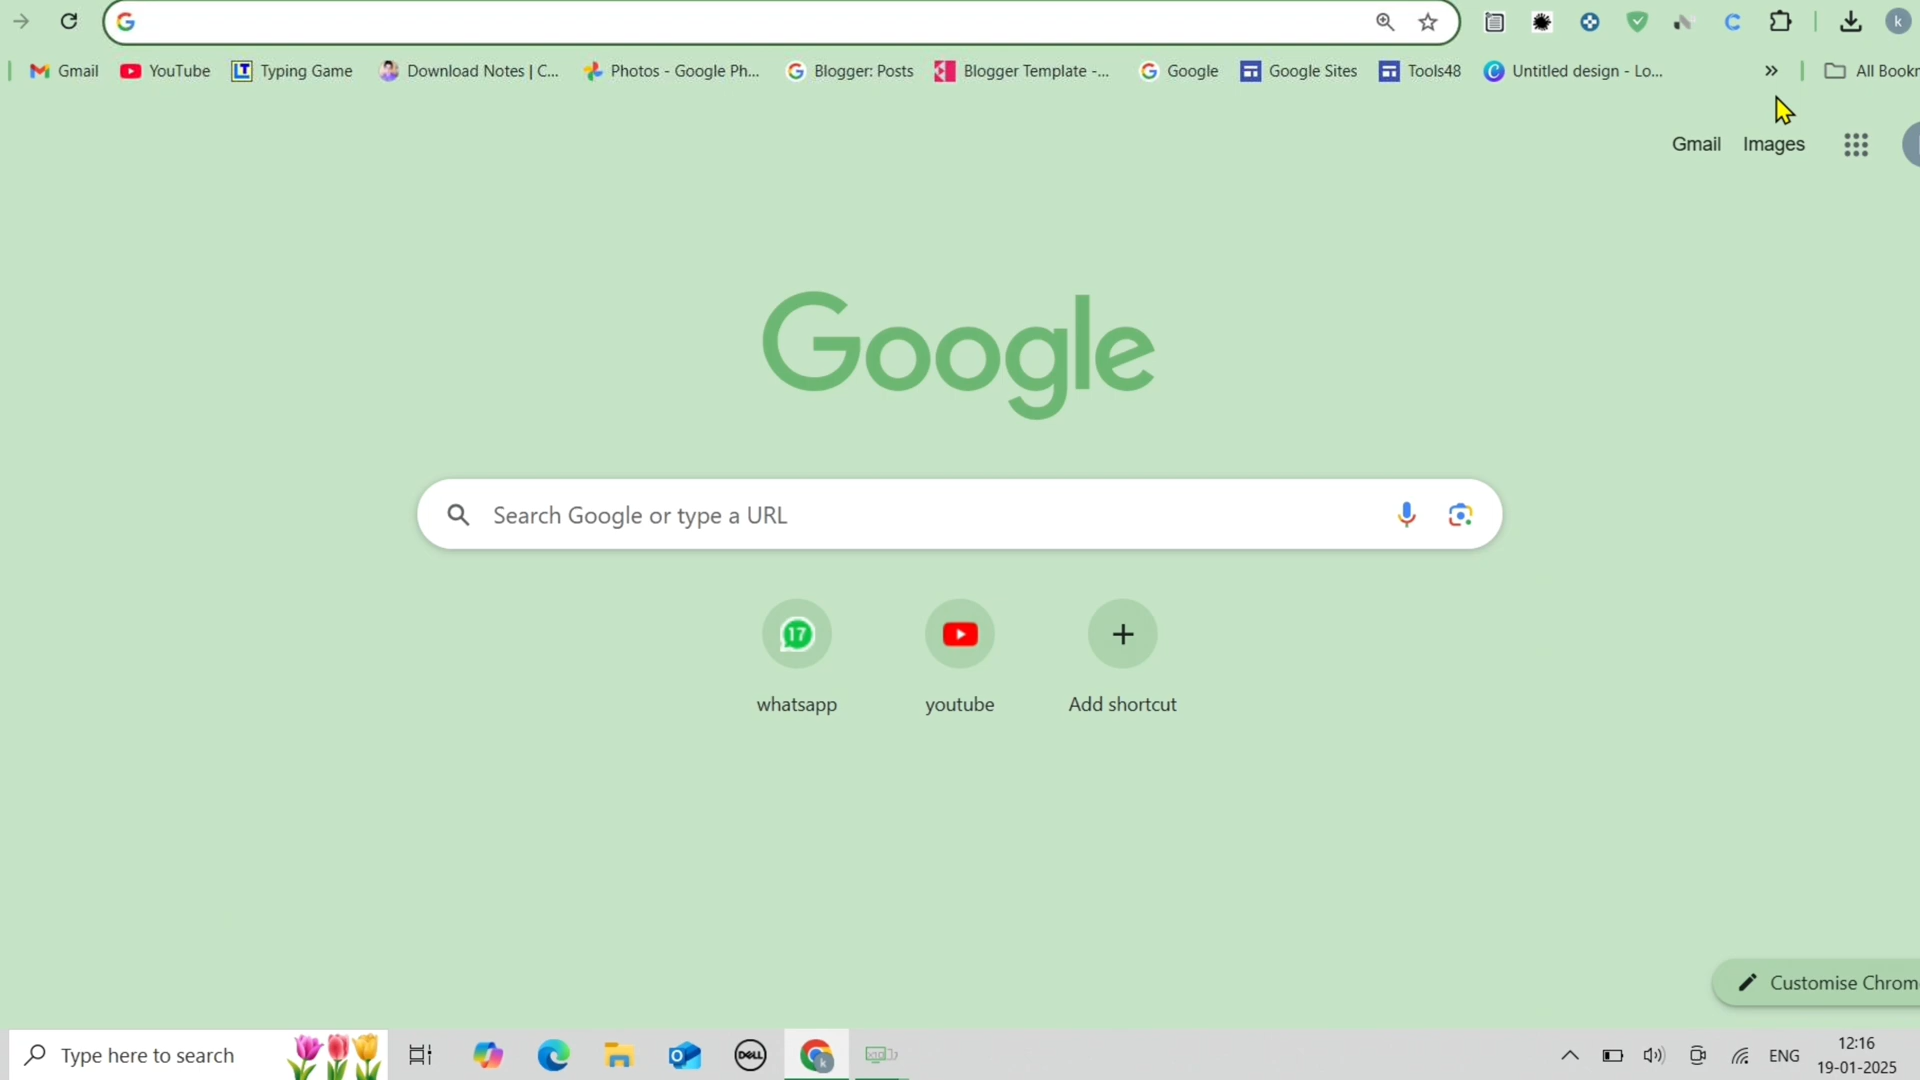 k
Gmail
YouTube
Typing Game
Download Notes | C...
Photos - Google Ph...
Blogger: Posts
Blogger Template -...
Google
Google Sites
Tools48
Untitled design - Lo...
»
All Bookr
Gmail
Images
Google
Search Google or type a URL
17
whatsapp
youtube
Add shortcut
Customise Chrom
Type here to search
DELL
k
ENG
12:16
19-01-2025